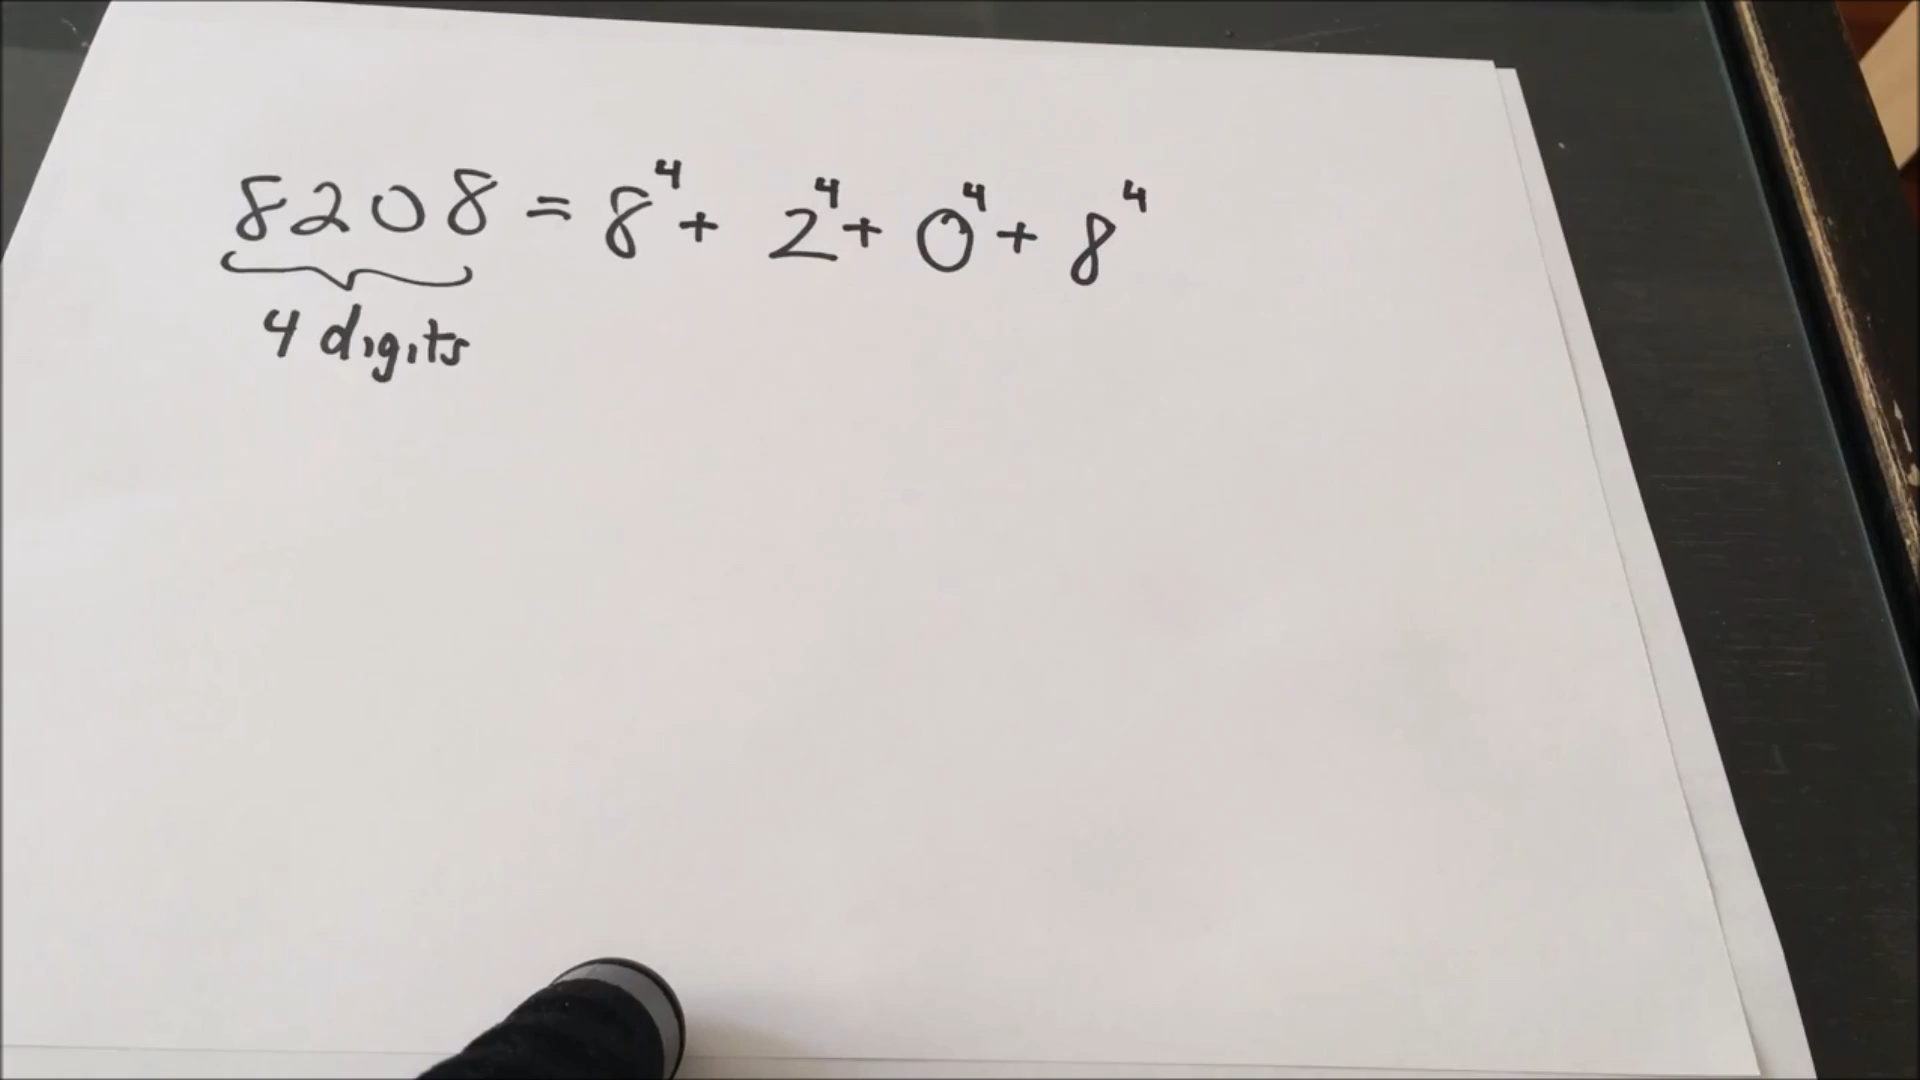 8208 = 8⁴ + 2⁴ + 0⁴ + 8⁴
4 digits